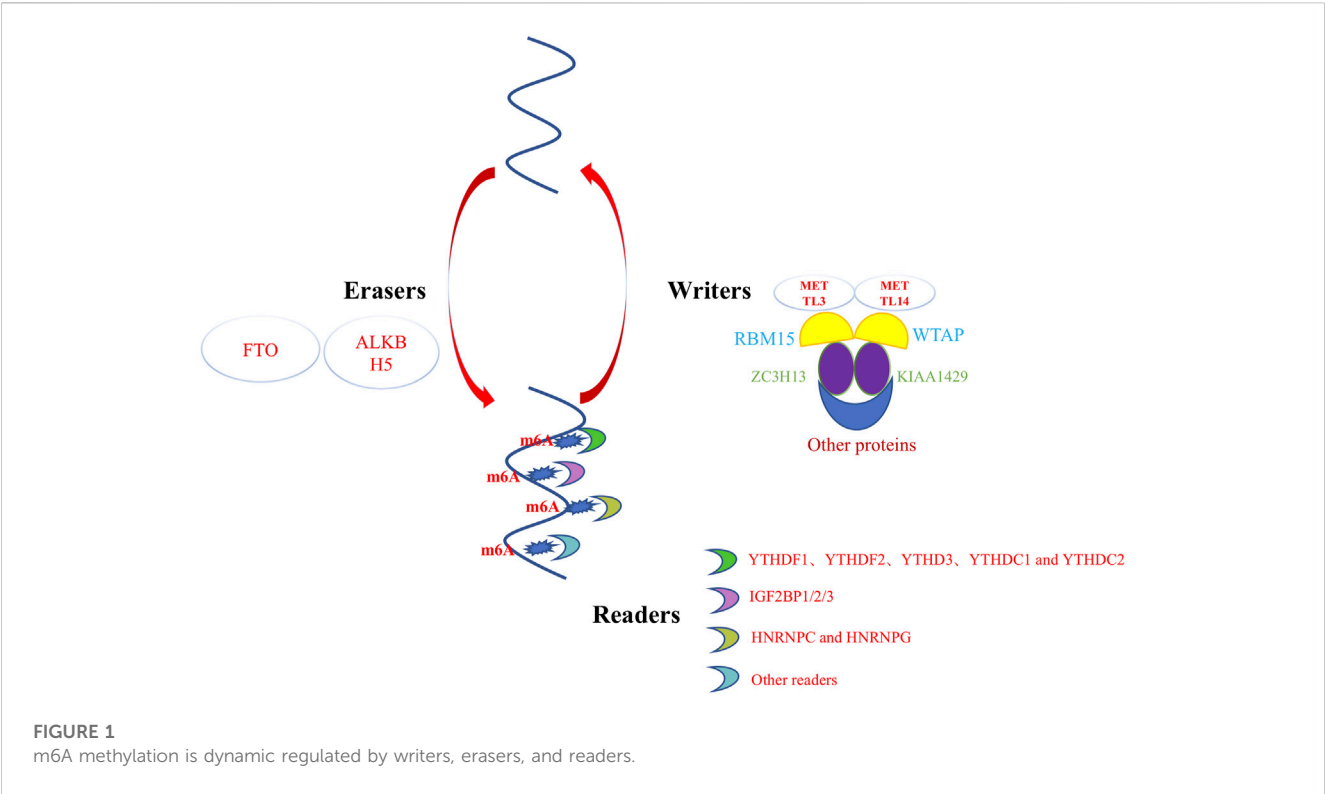 Erasers
FTO
ALKB
H5
Writers
MET
TL3
MET
TL14
RBM15
WTAP
ZC3H13
KIAA1429
Other proteins
m6A
m6A
m6A
m6A
Readers
YTHDF1、YTHDF2、YTHD3、YTHDC1 and YTHDC2
IGF2BP1/2/3
HNRNPC and HNRNPG
Other readers
FIGURE 1
m6A methylation is dynamic regulated by writers, erasers, and readers.